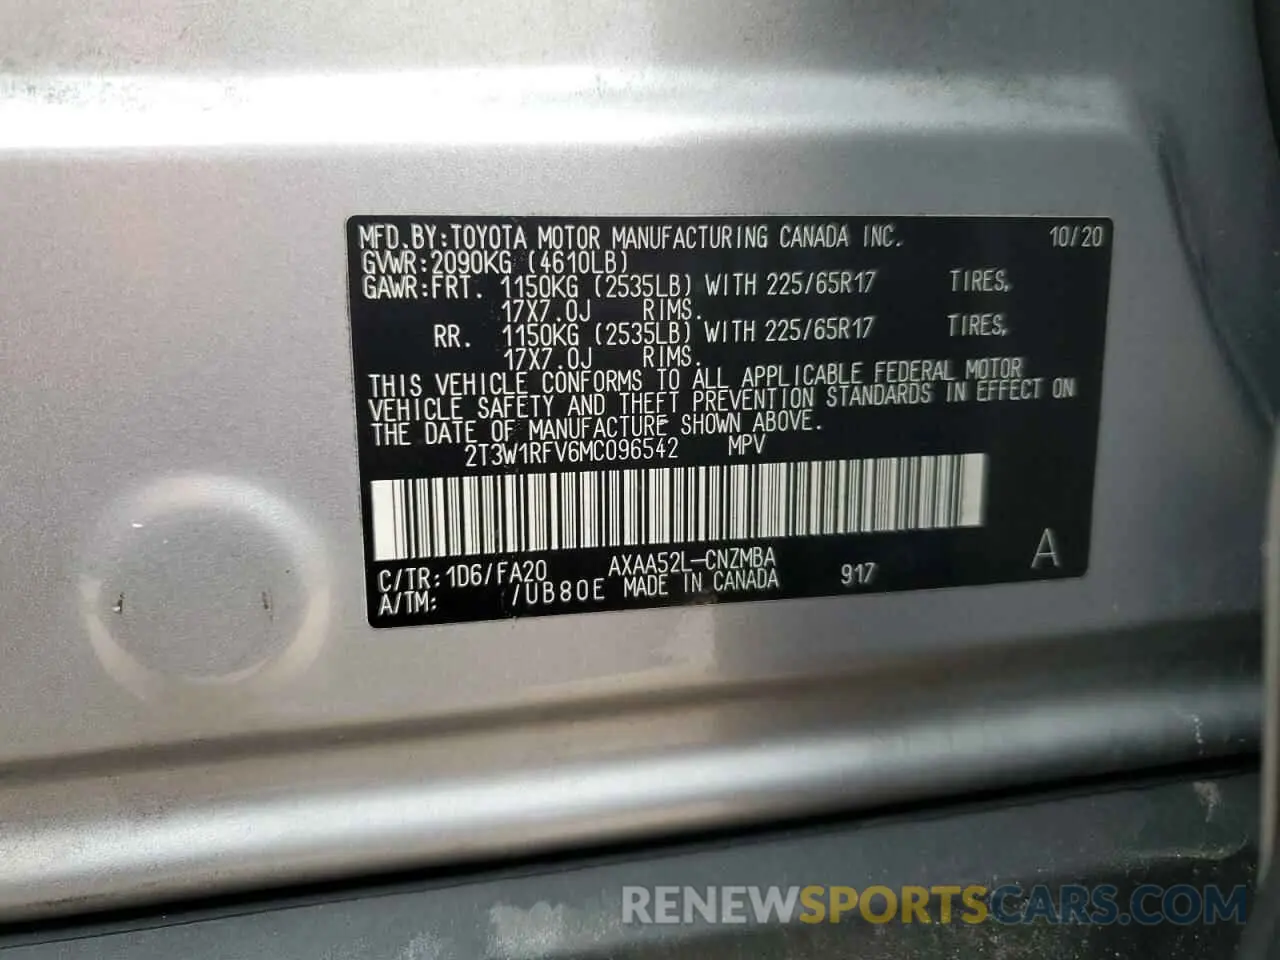 MFD.BY:TOYOTA MOTOR MANUFACTURING CANADA INC. 10/20
GVWR:2090KG (4610LB)
GAWR:FRT. 1150KG (2535LB) WITH 225/65R17 TIRES,
17X7.0J RIMS.
RR. 1150KG (2535LB) WITH 225/65R17 TIRES,
17X7.0J RIMS.
THIS VEHICLE CONFORMS TO ALL APPLICABLE FEDERAL MOTOR
VEHICLE SAFETY AND THEFT PREVENTION STANDARDS IN EFFECT ON
THE DATE OF MANUFACTURE SHOWN ABOVE.
2T3W1RFV6MC096542 MPV
C/TR:1D6/FA20 AXAA52L-CNZMBA
A/TM: /UB80E MADE IN CANADA 917 A
RENEWSPORTSCARS.COM